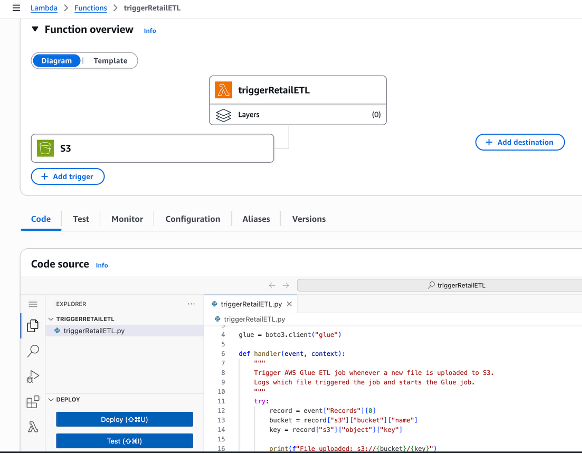 Lambda > Functions > triggerRetailETL
Function overview Info
Diagram Template
triggerRetailETL
Layers (0)
S3
+ Add destination
+ Add trigger
Code Test Monitor Configuration Aliases Versions
Code source Info
triggerRetailETL
EXPLORER ...
TRIGGERRETAILETL
triggerRetailETL.py
DEPLOY
Deploy (⇧⌘U)
Test (⇧⌘I)
triggerRetailETL.py ×
triggerRetailETL.py
3
4 glue = boto3.client("glue")
5
6 def handler(event, context):
7 """
8 Trigger AWS Glue ETL job whenever a new file is uploaded to S3.
9 Logs which file triggered the job and starts the Glue job.
10 """
11 try:
12 record = event["Records"][0]
13 bucket = record["s3"]["bucket"]["name"]
14 key = record["s3"]["object"]["key"]
15
16 print(f"File uploaded: s3://{bucket}/{key}")